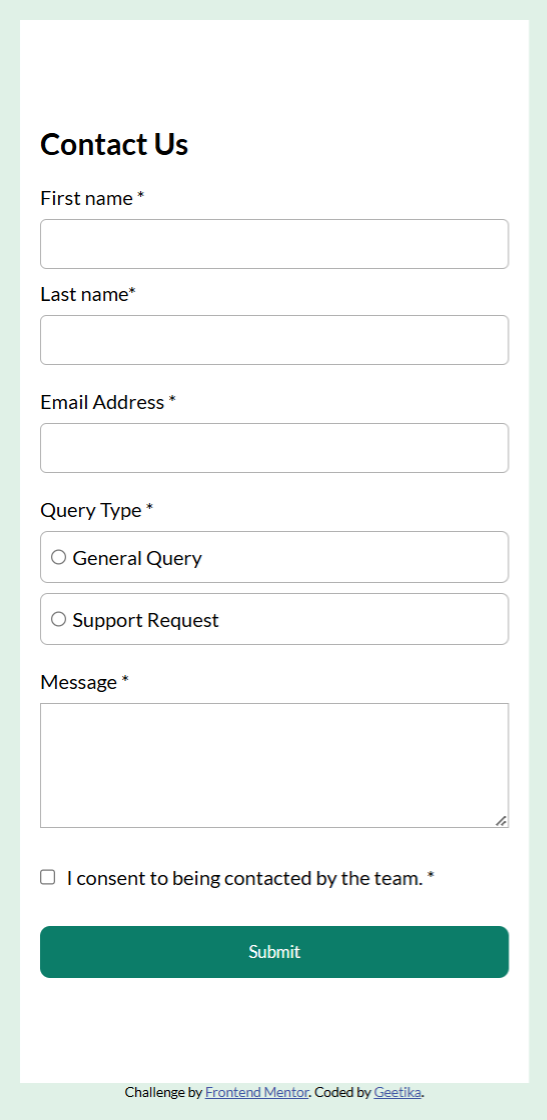 Contact Us
First name *
Last name*
Email Address *
Query Type *
General Query
Support Request
Message *
I consent to being contacted by the team. *
Submit
Challenge by Frontend Mentor. Coded by Geetika.